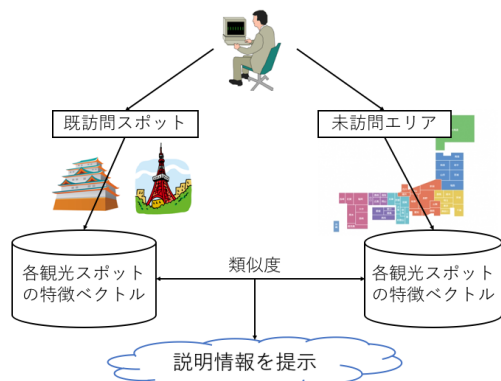 既訪問スポット
未訪問エリア
各観光スポット
の特徴ベクトル
類似度
各観光スポット
の特徴ベクトル
説明情報を提示